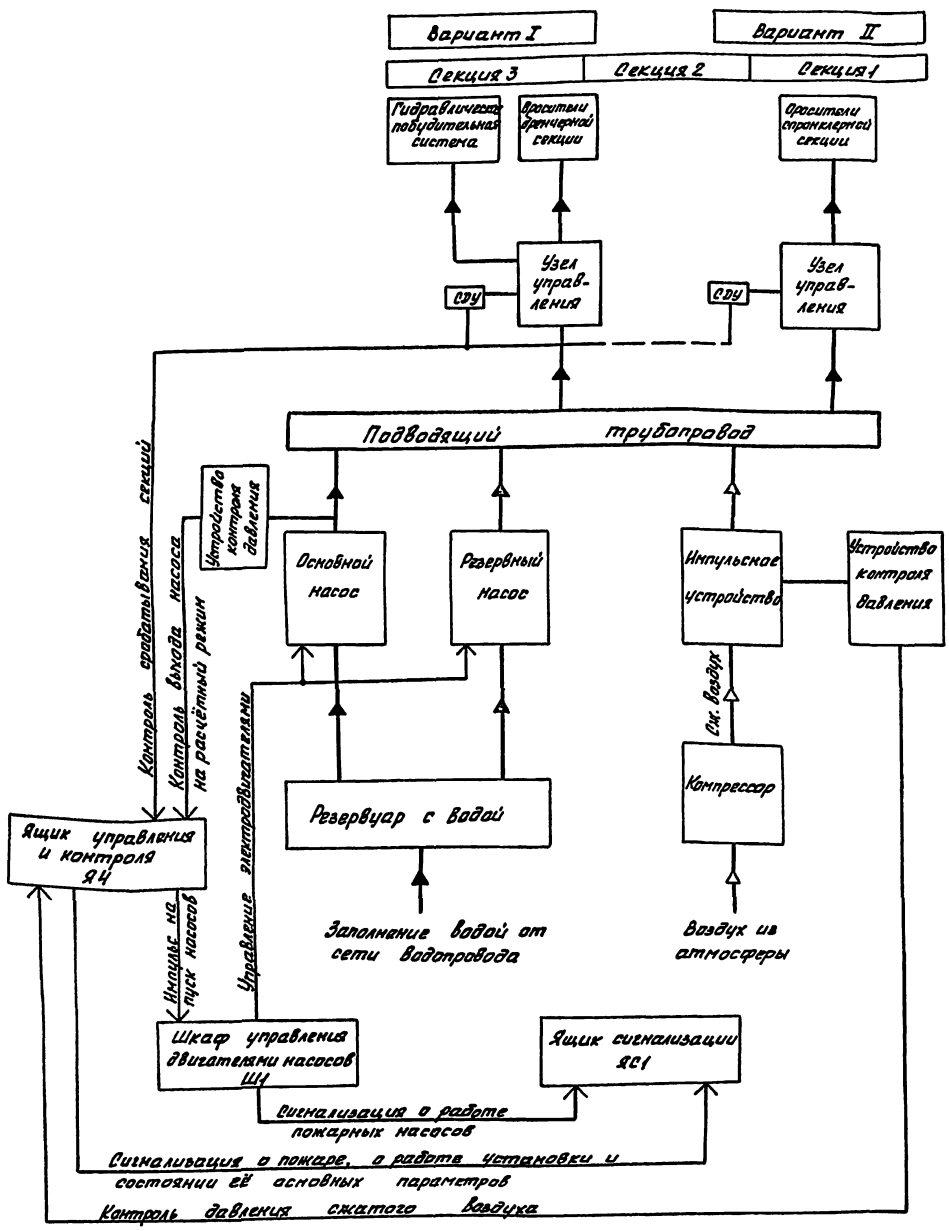 Вариант I
Вариант II
Секция 3
Секция 2
Секция 1
Гидравлическая
побудительная
система
Оросители
дренчерной
секции
Оросители
спринклерной
секции
Узел
управ-
ления
Узел
управ-
ления
СДУ
СДУ
Подводящий трубопровод
Контроль срабатывания секций
Контроль выхода насоса
на расчётный режим
Устройство
контроля
давления
Основной
насос
Резервный
насос
Импульсное
устройство
Устройство
контроля
давления
Сж. воздух
Управление электродвигателями
Резервуар с водой
Компрессор
Ящик управления
и контроля
Я4
Заполнение водой от
сети водопровода
Воздух из
атмосферы
Импульс на
пуск насосов
Шкаф управления
двигателями насосов
Ш1
Ящик сигнализации
ЯС1
Сигнализация о работе
пожарных насосов
Сигнализация о пожаре, о работе установки и
состоянии её основных параметров
Контроль давления сжатого воздуха